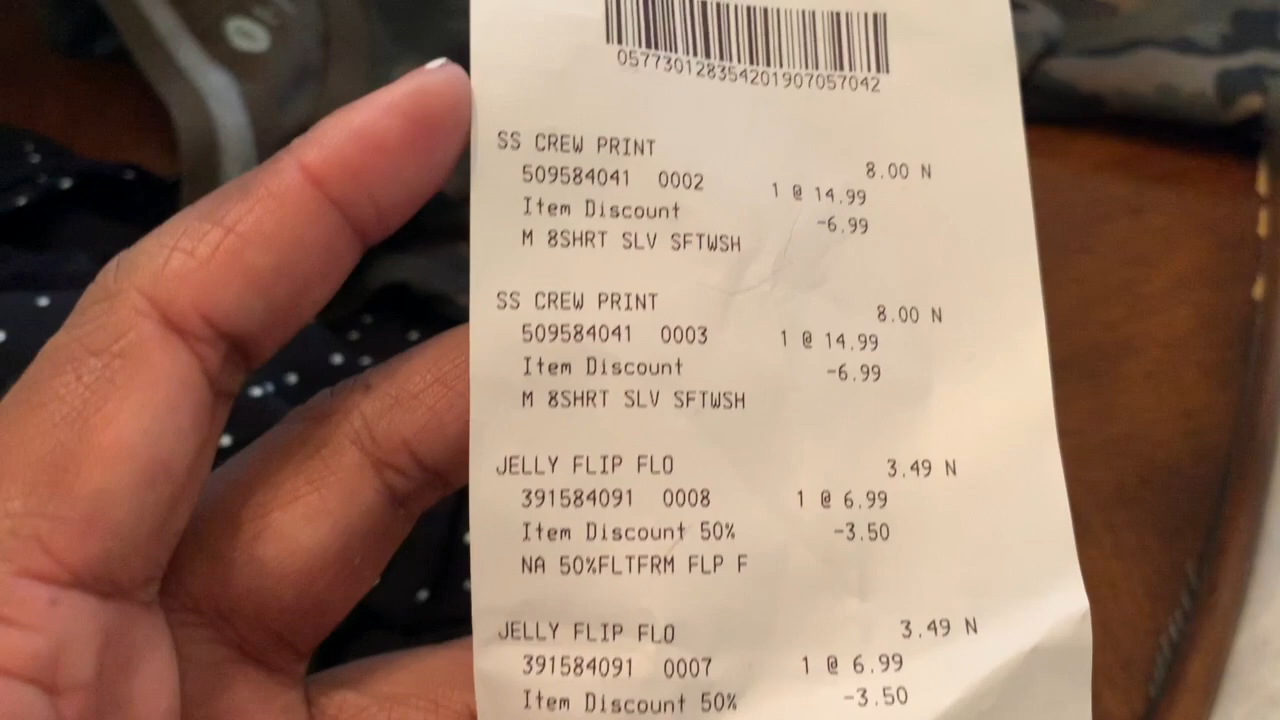 057730128354201907057042
SS CREW PRINT 8.00 N
509584041 0002 1 @ 14.99
Item Discount -6.99
M 8SHRT SLV SFTWSH
SS CREW PRINT 8.00 N
509584041 0003 1 @ 14.99
Item Discount -6.99
M 8SHRT SLV SFTWSH
JELLY FLIP FLO 3.49 N
391584091 0008 1 @ 6.99
Item Discount 50% -3.50
NA 50%FLTFRM FLP F
JELLY FLIP FLO 3.49 N
391584091 0007 1 @ 6.99
Item Discount 50% -3.50